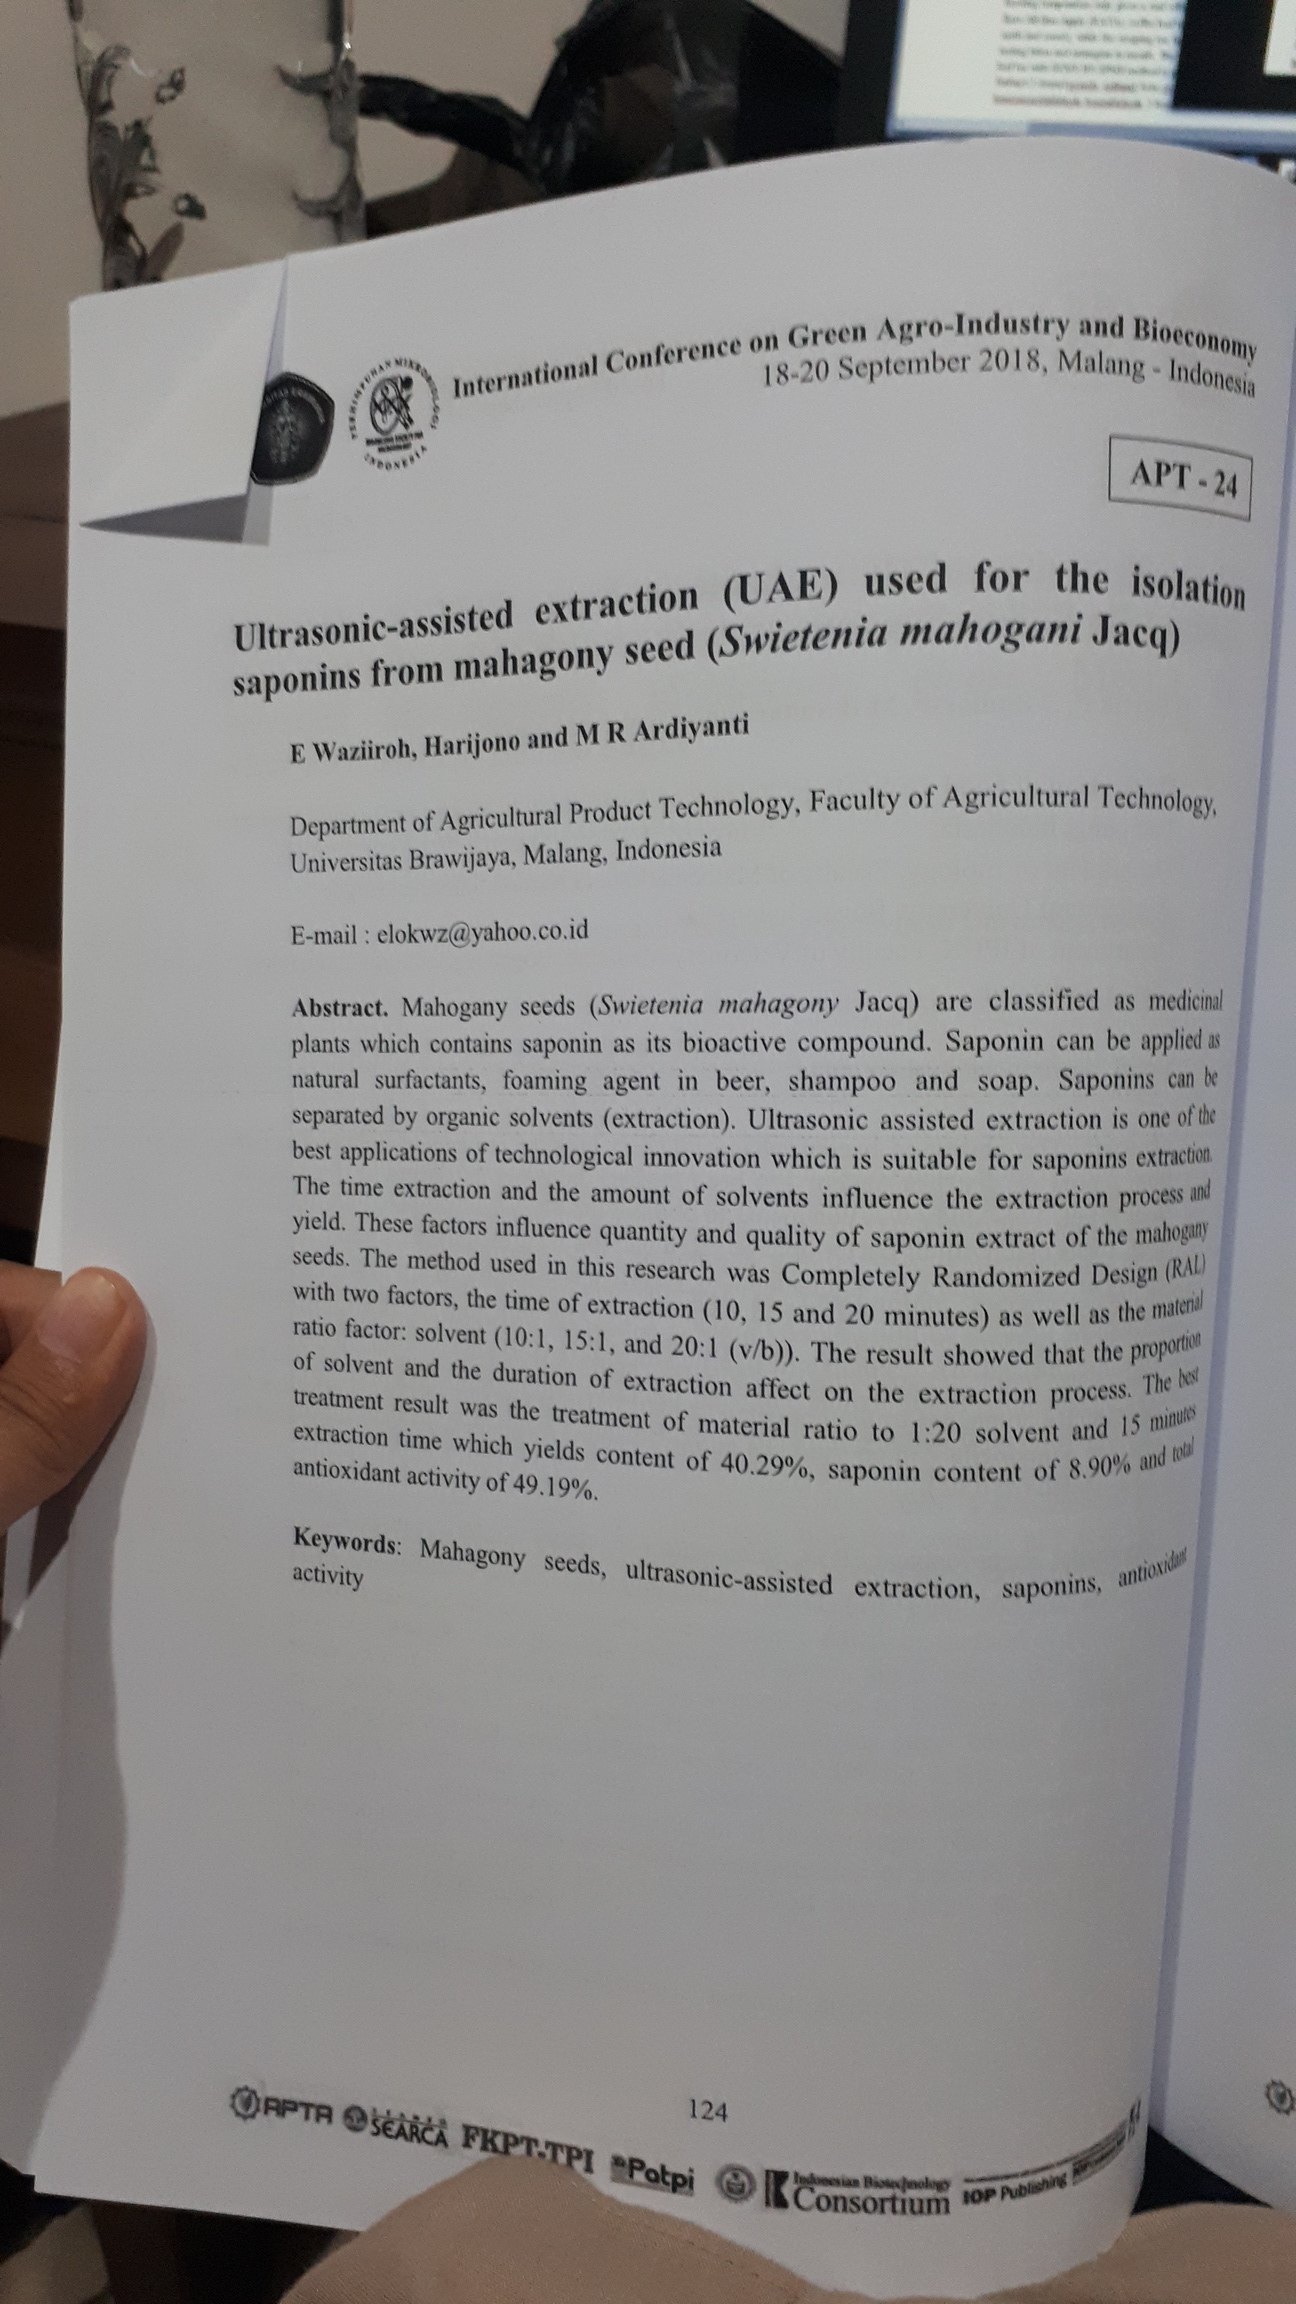 International Conference on Green Agro-Industry and Bioeconomy
18-20 September 2018, Malang - Indonesia
PERHIMPUNAN MIKROBIOLOGI
INDONESIA
APT - 24
Ultrasonic-assisted extraction (UAE) used for the isolation
saponins from mahagony seed (Swietenia mahogani Jacq)
E Waziiroh, Harijono and M R Ardiyanti
Department of Agricultural Product Technology, Faculty of Agricultural Technology,
Universitas Brawijaya, Malang, Indonesia
E-mail : elokwz@yahoo.co.id
Abstract. Mahogany seeds (Swietenia mahagony Jacq) are classified as medicinal
plants which contains saponin as its bioactive compound. Saponin can be applied as
natural surfactants, foaming agent in beer, shampoo and soap. Saponins can be
separated by organic solvents (extraction). Ultrasonic assisted extraction is one of the
best applications of technological innovation which is suitable for saponins extraction.
The time extraction and the amount of solvents influence the extraction process and
yield. These factors influence quantity and quality of saponin extract of the mahogany
seeds. The method used in this research was Completely Randomized Design (RAL)
with two factors, the time of extraction (10, 15 and 20 minutes) as well as the material
ratio factor: solvent (10:1, 15:1, and 20:1 (v/b)). The result showed that the proportion
of solvent and the duration of extraction affect on the extraction process. The best
treatment result was the treatment of material ratio to 1:20 solvent and 15 minutes
extraction time which yields content of 40.29%, saponin content of 8.90% and total
antioxidant activity of 49.19%.
Keywords: Mahagony seeds, ultrasonic-assisted extraction, saponins, antioxidant
activity
124
APTA SEARCA FKPT-TPI Patpi Indonesian Biotechnology
Consortium IOP Publishing